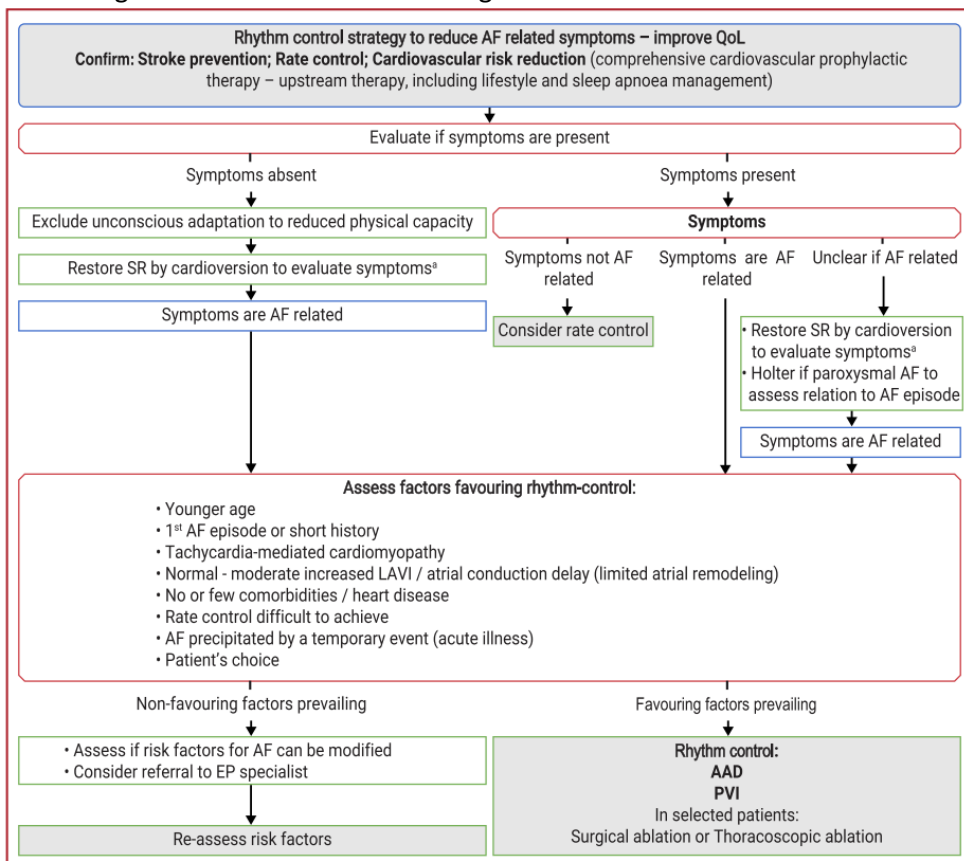 Rhythm control strategy to reduce AF related symptoms – improve QoL
Confirm: Stroke prevention; Rate control; Cardiovascular risk reduction (comprehensive cardiovascular prophylactic
therapy – upstream therapy, including lifestyle and sleep apnoea management)
Evaluate if symptoms are present
Symptoms absent
Symptoms present
Exclude unconscious adaptation to reduced physical capacity
Restore SR by cardioversion to evaluate symptomsᵃ
Symptoms are AF related
Symptoms
Symptoms not AF
related
Symptoms are AF
related
Unclear if AF related
Consider rate control
• Restore SR by cardioversion
to evaluate symptomsᵃ
• Holter if paroxysmal AF to
assess relation to AF episode
Symptoms are AF related
Assess factors favouring rhythm-control:
• Younger age
• 1ˢᵗ AF episode or short history
• Tachycardia-mediated cardiomyopathy
• Normal - moderate increased LAVI / atrial conduction delay (limited atrial remodeling)
• No or few comorbidities / heart disease
• Rate control difficult to achieve
• AF precipitated by a temporary event (acute illness)
• Patient's choice
Non-favouring factors prevailing
Favouring factors prevailing
• Assess if risk factors for AF can be modified
• Consider referral to EP specialist
Re-assess risk factors
Rhythm control:
AAD
PVI
In selected patients:
Surgical ablation or Thoracoscopic ablation